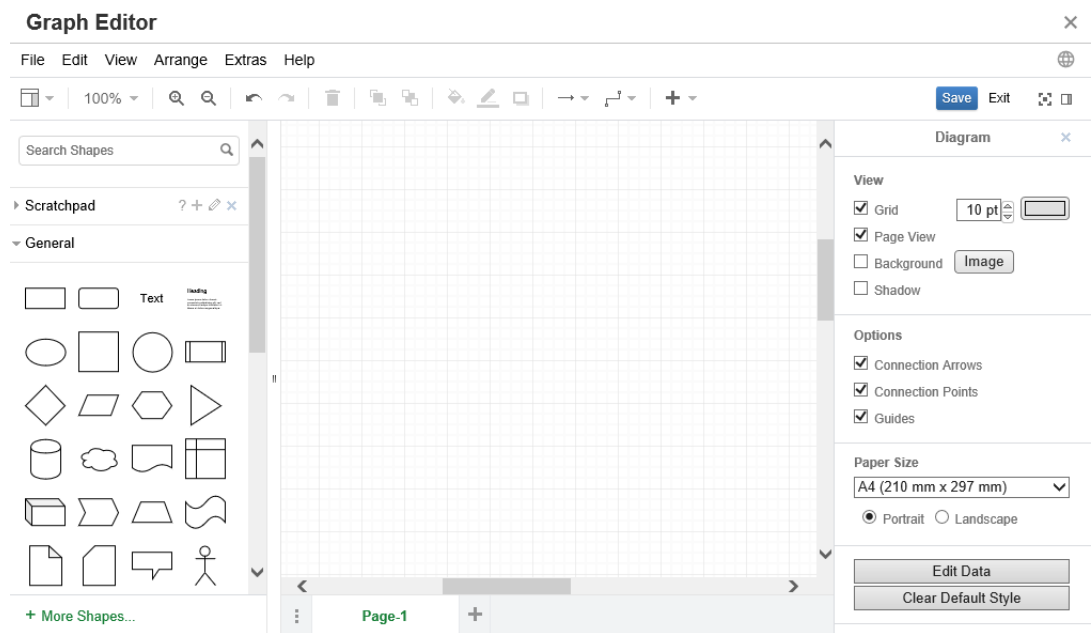 Graph Editor
File Edit View Arrange Extras Help
100%
Save Exit
Search Shapes
Scratchpad ?
General
Text
Heading
+ More Shapes...
Page-1
Diagram
View
Grid 10 pt
Page View
Background Image
Shadow
Options
Connection Arrows
Connection Points
Guides
Paper Size
A4 (210 mm x 297 mm)
Portrait Landscape
Edit Data
Clear Default Style